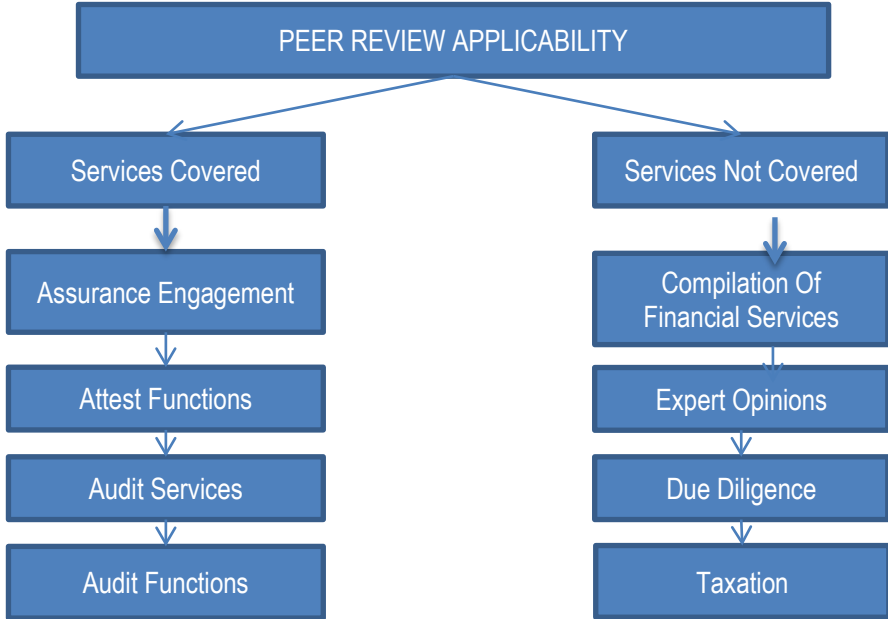 PEER REVIEW APPLICABILITY
Services Covered
Services Not Covered
Assurance Engagement
Compilation Of
Financial Services
Attest Functions
Expert Opinions
Audit Services
Due Diligence
Audit Functions
Taxation